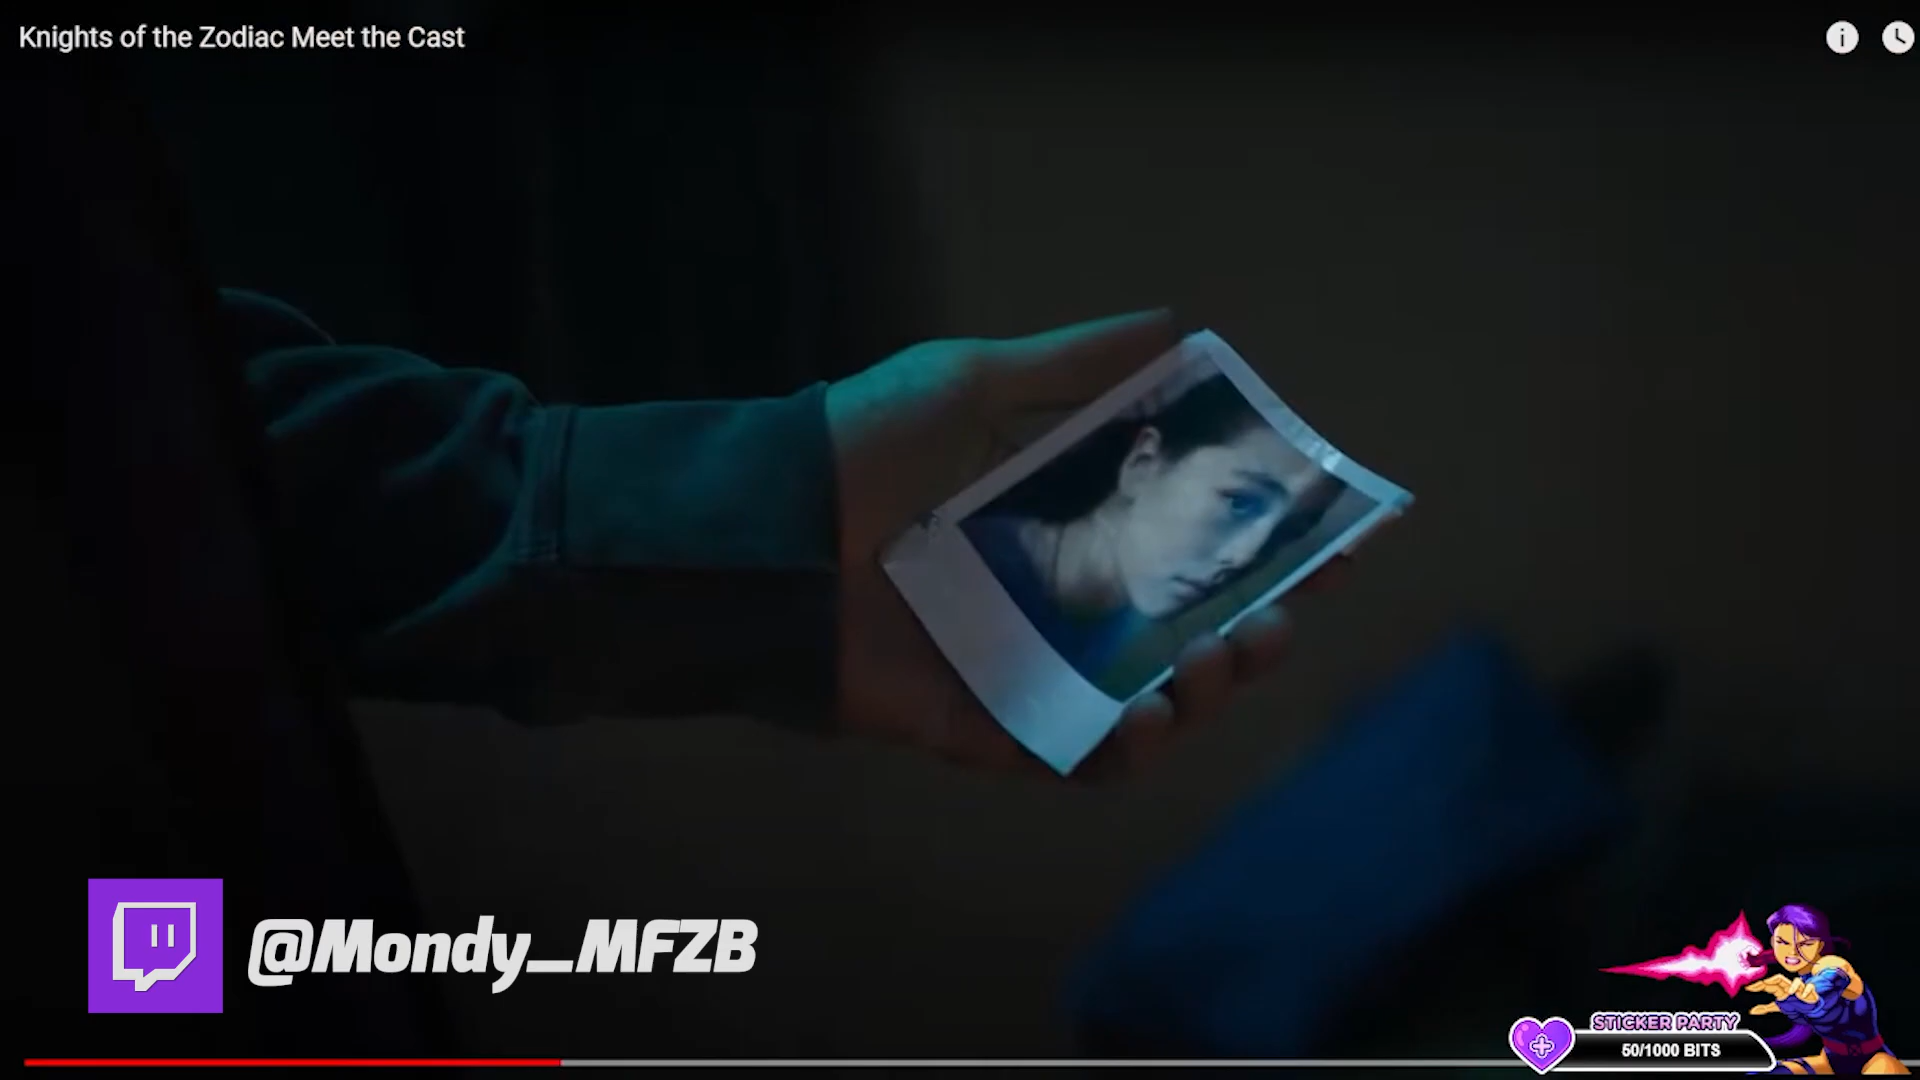 Knights of the Zodiac Meet the Cast
@Mondy_MFZB
STICKER PARTY
50/1000 BITS